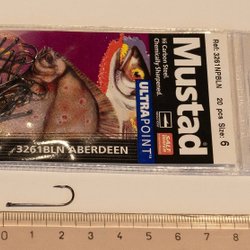 Mustad
Hi Carbon Steel
Chemically Sharpened
ULTRAPOINT
Ref: 3261NPBLN
20 pcs Size: 6
3261BLN ABERDEEN
0 1 2 3 4 5 6 7 8 9